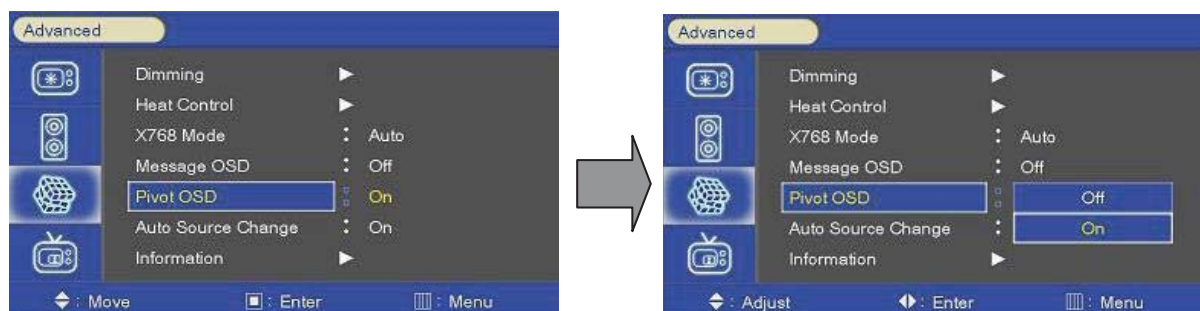 Advanced
Dimming
Heat Control
X768 Mode : Auto
Message OSD : Off
Pivot OSD : On
Auto Source Change : On
Information
: Move : Enter : Menu
Advanced
Dimming
Heat Control
X768 Mode : Auto
Message OSD : Off
Pivot OSD : Off
Auto Source Change : On
Information
: Adjust : Enter : Menu